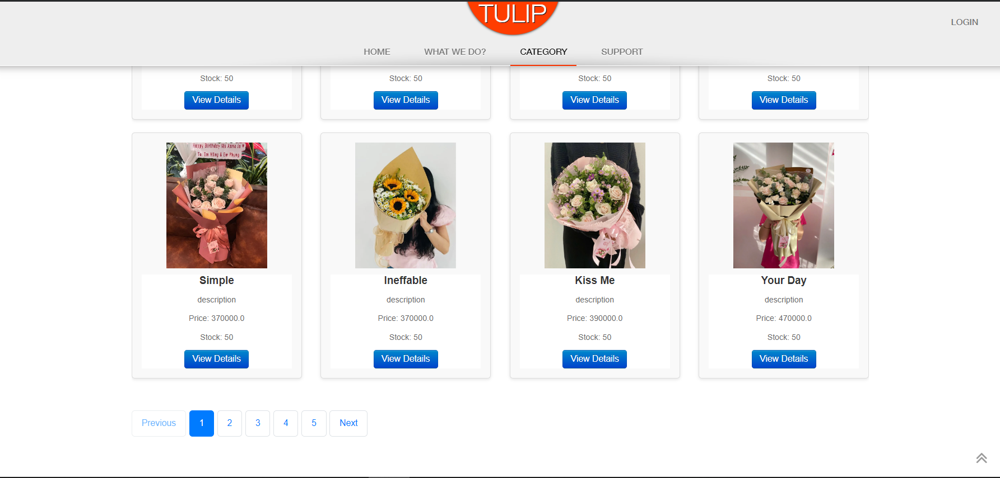 TULIP
LOGIN
HOME WHAT WE DO? CATEGORY SUPPORT
Stock: 50 Stock: 50 Stock: 50 Stock: 50
View Details View Details View Details View Details
Happy Birthday Ms Anna
To: Em Hồng & Em Phung
Simple Ineffable Kiss Me Your Day
description description description description
Price: 370000.0 Price: 370000.0 Price: 390000.0 Price: 470000.0
Stock: 50 Stock: 50 Stock: 50 Stock: 50
View Details View Details View Details View Details
Previous 1 2 3 4 5 Next